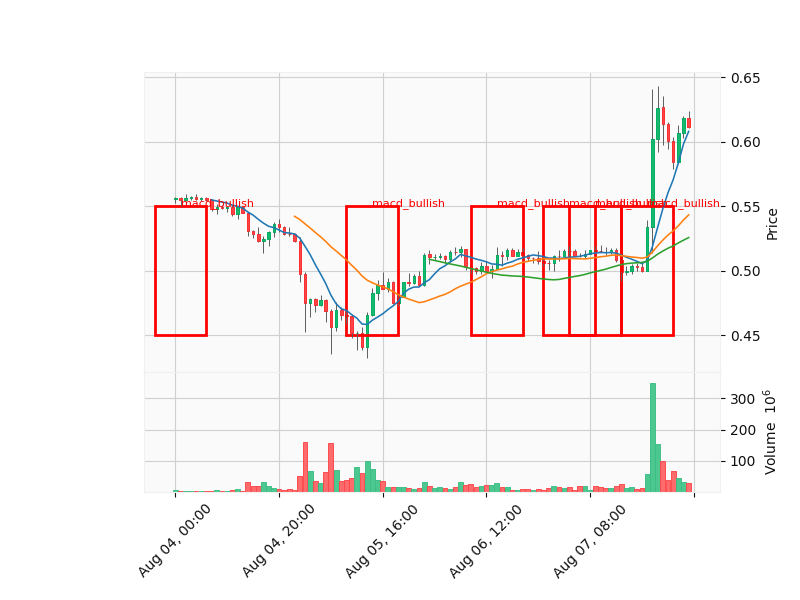 0.65
0.60
0.55
0.50
0.45
Price
macd_bullish
macd_bullish
macd_bullish
macd_bullish
300
200
100
Volume 10^6
Aug 04, 00:00
Aug 04, 20:00
Aug 05, 16:00
Aug 06, 12:00
Aug 07, 08:00